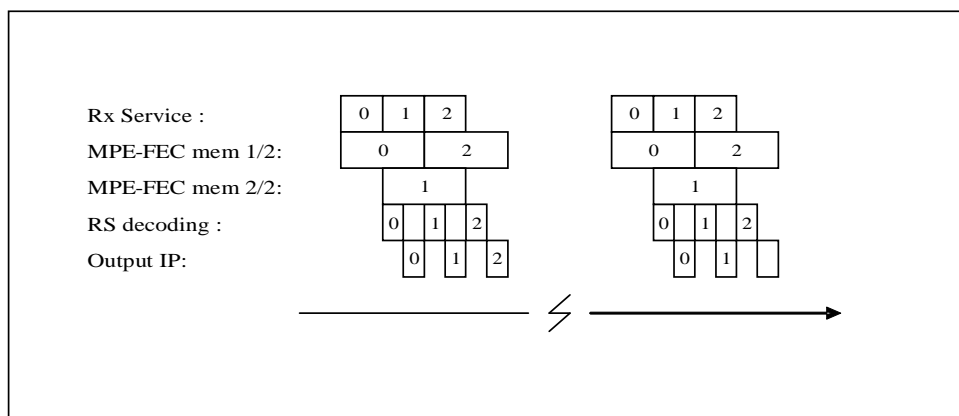 Rx Service : 0 1 2 0 1 2
MPE-FEC mem 1/2: 0 2 0 2
MPE-FEC mem 2/2: 1 1
RS decoding : 0 1 2 0 1 2
Output IP: 0 1 2 0 1